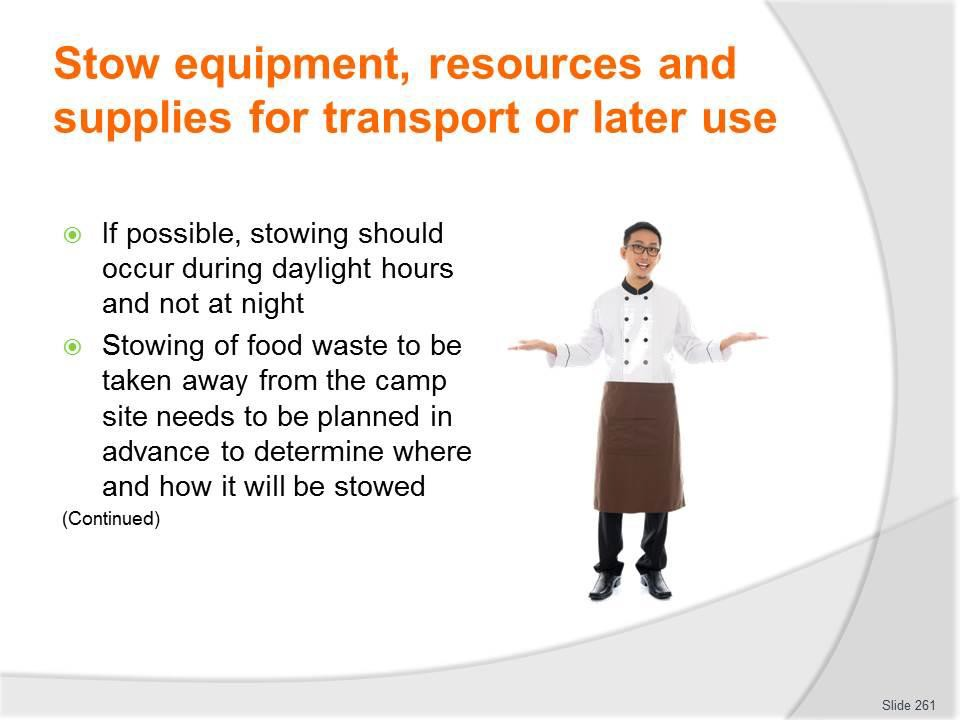 Stow equipment, resources and
supplies for transport or later use
If possible, stowing should
occur during daylight hours
and not at night
Stowing of food waste to be
taken away from the camp
site needs to be planned in
advance to determine where
and how it will be stowed
(Continued)
Slide 261